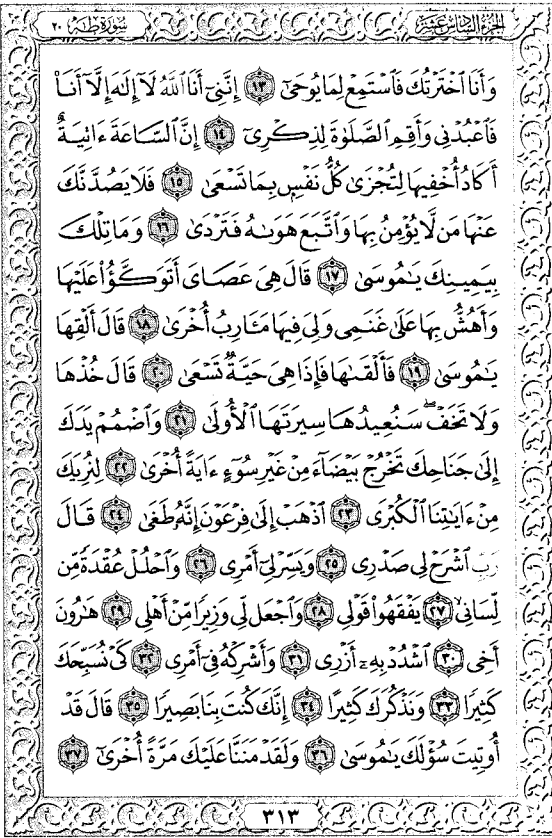 الجزء السادس عشر سورة طه ٢٠
وَأَنَا ٱخْتَرْتُكَ فَٱسْتَمِعْ لِمَا يُوحَىٰٓ ١٣ إِنَّنِىٓ أَنَا ٱللَّهُ لَآ إِلَٰهَ إِلَّآ أَنَا۠
فَٱعْبُدْنِى وَأَقِمِ ٱلصَّلَوٰةَ لِذِكْرِىٓ ١٤ إِنَّ ٱلسَّاعَةَ ءَاتِيَةٌ
أَكَادُ أُخْفِيهَا لِتُجْزَىٰ كُلُّ نَفْسٍۭ بِمَا تَسْعَىٰ ١٥ فَلَا يَصُدَّنَّكَ
عَنْهَا مَن لَّا يُؤْمِنُ بِهَا وَٱتَّبَعَ هَوَىٰهُ فَتَرْدَىٰ ١٦ وَمَا تِلْكَ
بِيَمِينِكَ يَٰمُوسَىٰ ١٧ قَالَ هِىَ عَصَاىَ أَتَوَكَّؤُا۟ عَلَيْهَا
وَأَهُشُّ بِهَا عَلَىٰ غَنَمِى وَلِىَ فِيهَا مَـَٔارِبُ أُخْرَىٰ ١٨ قَالَ أَلْقِهَا
يَٰمُوسَىٰ ١٩ فَأَلْقَىٰهَا فَإِذَا هِىَ حَيَّةٌ تَسْعَىٰ ٢٠ قَالَ خُذْهَا
وَلَا تَخَفْ ۖ سَنُعِيدُهَا سِيرَتَهَا ٱلْأُولَىٰ ٢١ وَٱضْمُمْ يَدَكَ
إِلَىٰ جَنَاحِكَ تَخْرُجْ بَيْضَآءَ مِنْ غَيْرِ سُوٓءٍ ءَايَةً أُخْرَىٰ ٢٢ لِنُرِيَكَ
مِنْ ءَايَٰتِنَا ٱلْكُبْرَى ٢٣ ٱذْهَبْ إِلَىٰ فِرْعَوْنَ إِنَّهُۥ طَغَىٰ ٢٤ قَالَ
رَبِّ ٱشْرَحْ لِى صَدْرِى ٢٥ وَيَسِّرْ لِىٓ أَمْرِى ٢٦ وَٱحْلُلْ عُقْدَةً مِّن
لِّسَانِى ٢٧ يَفْقَهُوا۟ قَوْلِى ٢٨ وَٱجْعَل لِّى وَزِيرًا مِّنْ أَهْلِى ٢٩ هَٰرُونَ
أَخِى ٣٠ ٱشْدُدْ بِهِۦٓ أَزْرِى ٣١ وَأَشْرِكْهُ فِىٓ أَمْرِى ٣٢ كَىْ نُسَبِّحَكَ
كَثِيرًا ٣٣ وَنَذْكُرَكَ كَثِيرًا ٣٤ إِنَّكَ كُنتَ بِنَا بَصِيرًا ٣٥ قَالَ قَدْ
أُوتِيتَ سُؤْلَكَ يَٰمُوسَىٰ ٣٦ وَلَقَدْ مَنَنَّا عَلَيْكَ مَرَّةً أُخْرَىٰٓ ٣٧
٣١٣